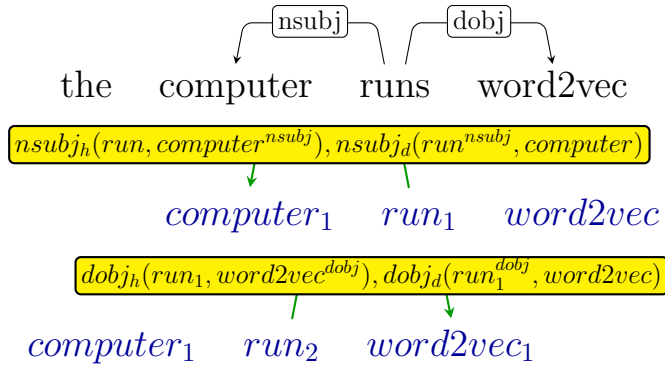 nsubj dobj
the computer runs word2vec
nsubj_h(run, computer^{nsubj}), nsubj_d(run^{nsubj}, computer)
computer_1 run_1 word2vec
dobj_h(run_1, word2vec^{dobj}), dobj_d(run_1^{dobj}, word2vec)
computer_1 run_2 word2vec_1